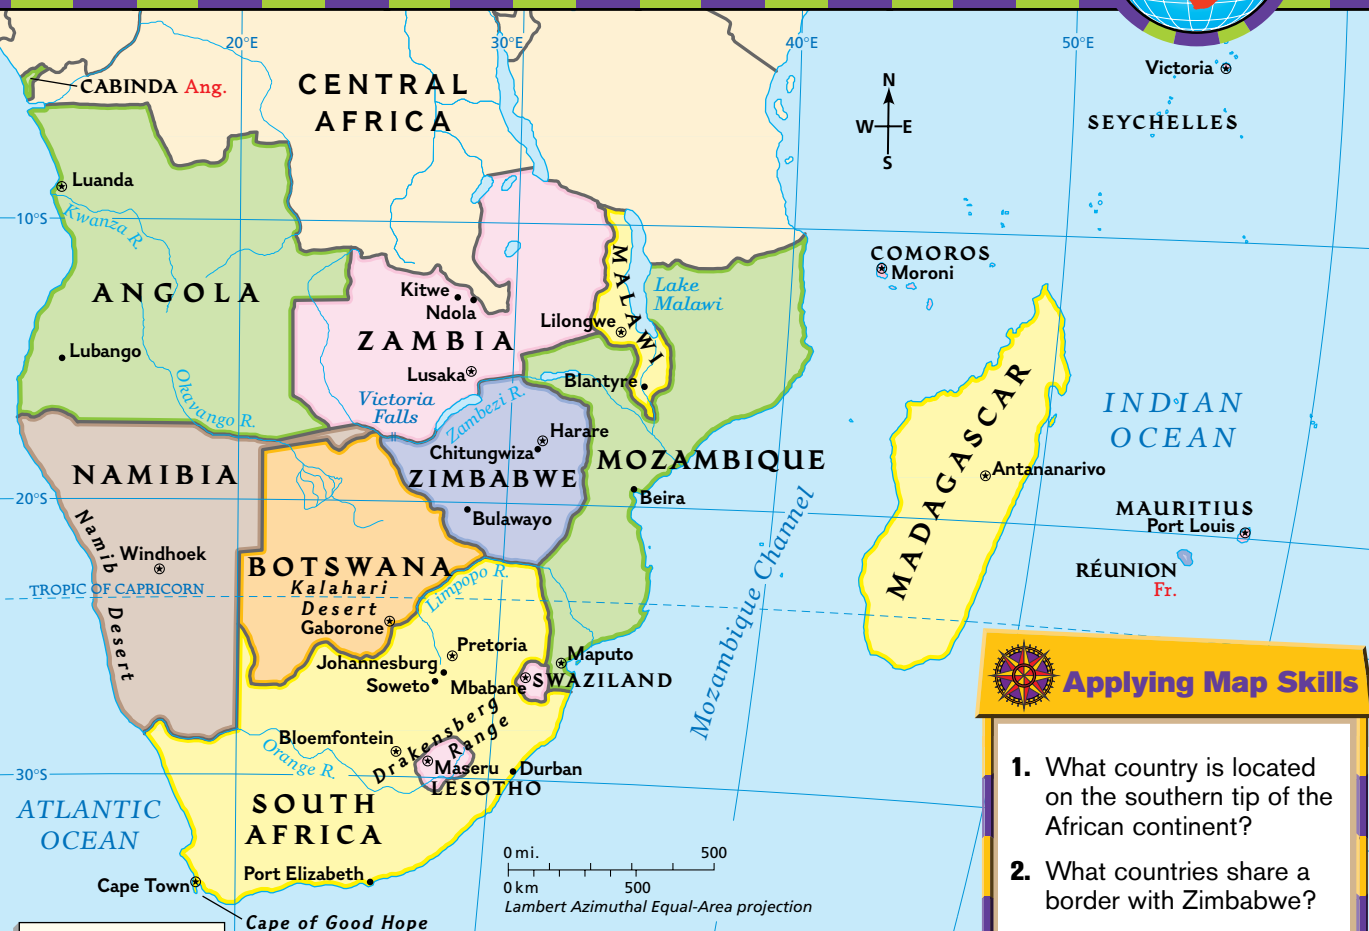 20°E
30°E
40°E
50°E
Victoria
SEYCHELLES
CABINDA Ang.
CENTRAL
AFRICA
N
W E
S
Luanda
10°S
Kwanza R.
COMOROS
Moroni
ANGOLA
MALAWI
Lake
Malawi
Kitwe
Ndola
Lilongwe
ZAMBIA
Lubango
Lusaka
Blantyre
Okavango R.
Victoria
Falls
Zambezi R.
MADAGASCAR
INDIAN
OCEAN
Harare
Chitungwiza
ZIMBABWE
MOZAMBIQUE
Antananarivo
NAMIBIA
20°S
Beira
Bulawayo
MAURITIUS
Port Louis
Namib
Desert
Windhoek
BOTSWANA
Kalahari
Desert
Gaborone
Limpopo R.
Mozambique Channel
RÉUNION
Fr.
TROPIC OF CAPRICORN
Pretoria
Johannesburg
Soweto
Maputo
Mbabane
SWAZILAND
Bloemfontein
Drakensberg
Range
Orange R.
Maseru
LESOTHO
Durban
30°S
ATLANTIC
OCEAN
SOUTH
AFRICA
Cape Town
Port Elizabeth
Cape of Good Hope
0 mi. 500
0 km 500
Lambert Azimuthal Equal-Area projection
Applying Map Skills
1. What country is located
on the southern tip of the
African continent?
2. What countries share a
border with Zimbabwe?